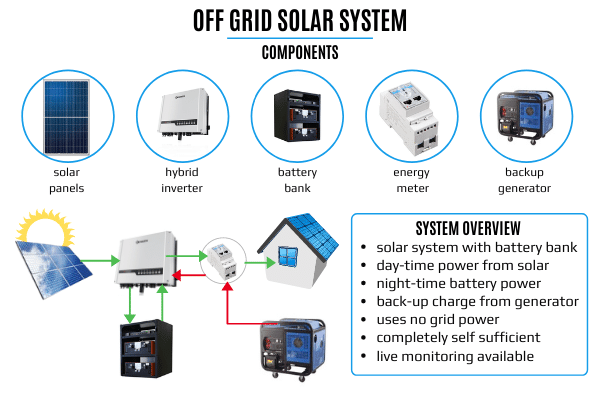 OFF GRID SOLAR SYSTEM
COMPONENTS
solar
panels
hybrid
inverter
battery
bank
energy
meter
backup
generator
SYSTEM OVERVIEW
• solar system with battery bank
• day-time power from solar
• night-time battery power
• back-up charge from generator
• uses no grid power
• completely self sufficient
• live monitoring available